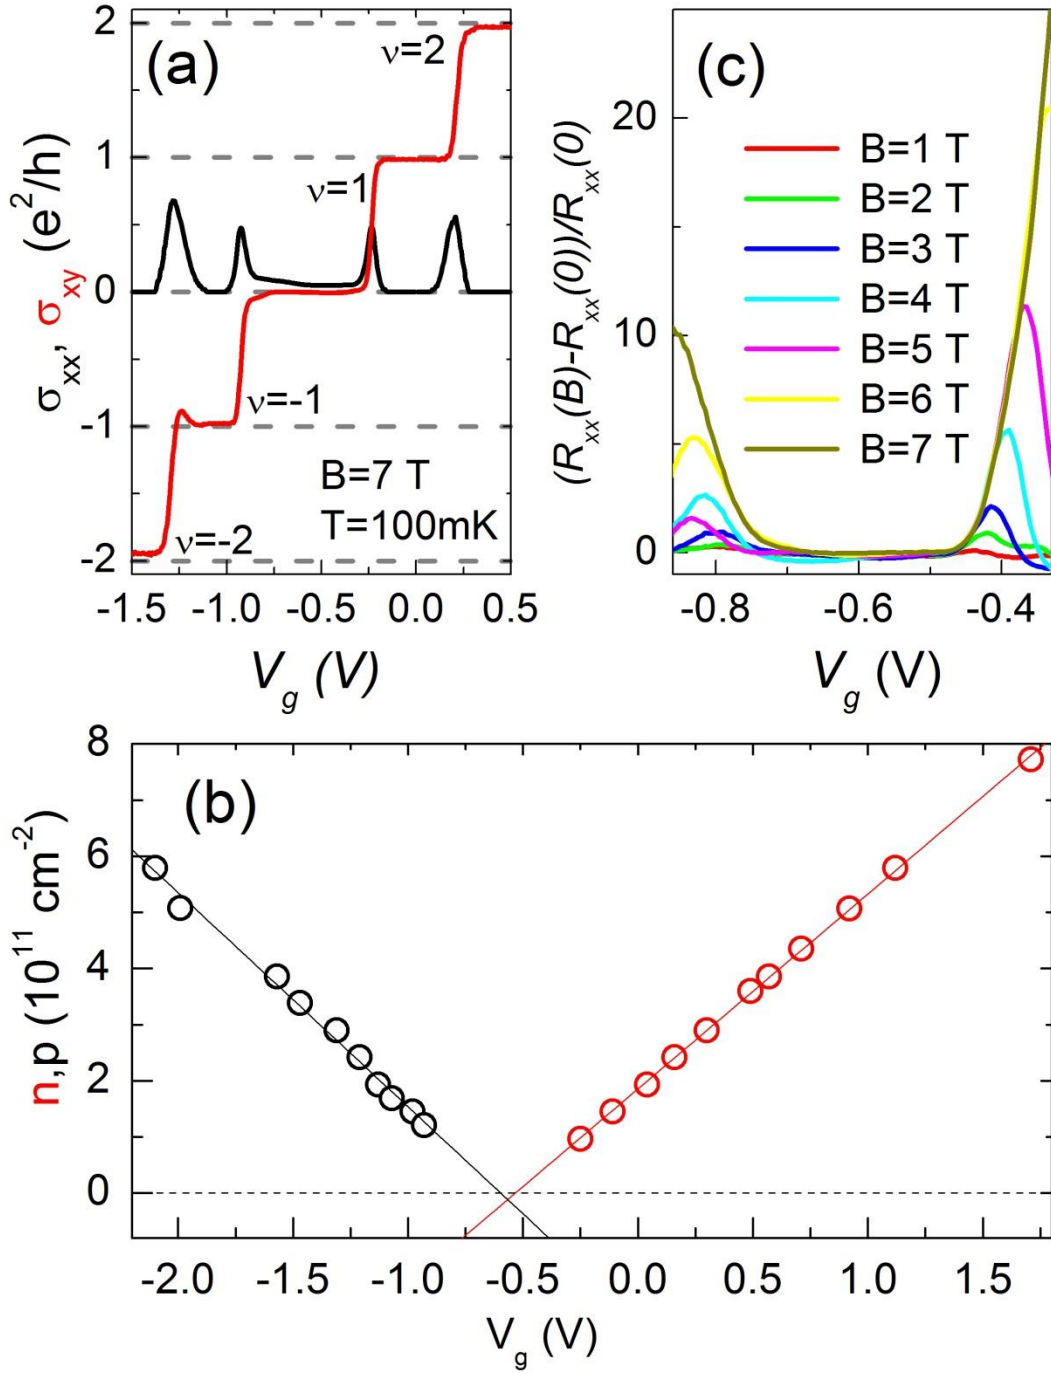 (a)
σxx, σxy (e²/h)
2
1
0
-1
-2
ν=2
ν=1
ν=-1
ν=-2
B=7 T
T=100mK
-1.5 -1.0 -0.5 0.0 0.5
Vg (V)
(c)
(Rxx(B)-Rxx(0))/Rxx(0)
20
10
0
B=1 T
B=2 T
B=3 T
B=4 T
B=5 T
B=6 T
B=7 T
-0.8 -0.6 -0.4
Vg (V)
(b)
n,p (10¹¹ cm⁻²)
8
6
4
2
0
-2.0 -1.5 -1.0 -0.5 0.0 0.5 1.0 1.5
Vg (V)